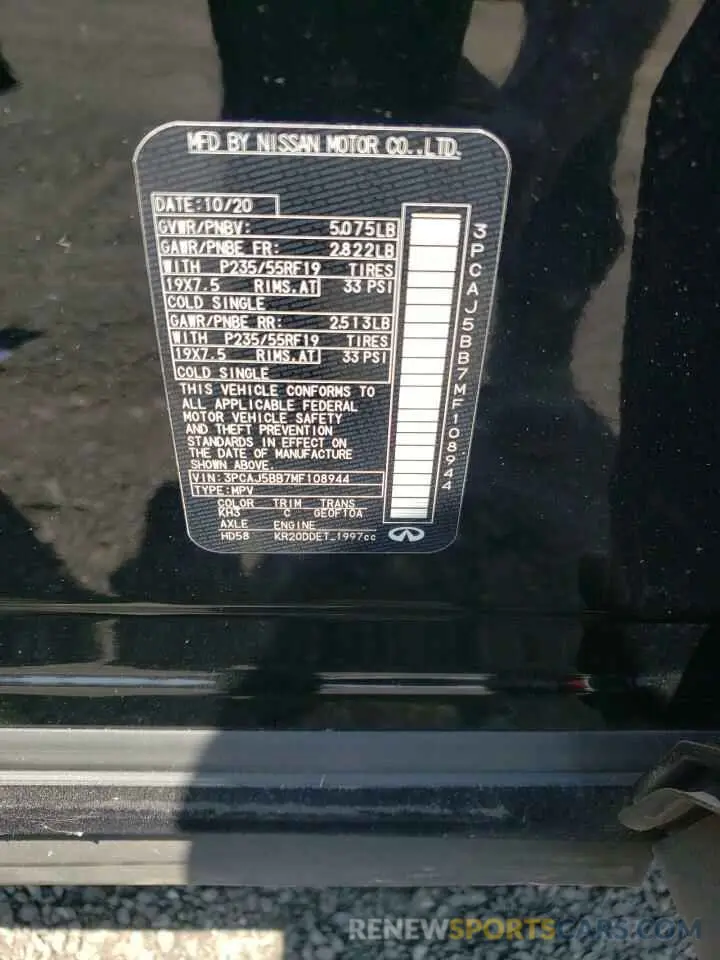 MFD BY NISSAN MOTOR CO.,LTD.
DATE:10/20
GVWR/PNBV: 5.075LB
GAWR/PNBE FR: 2.822LB
WITH P235/55RF19 TIRES
19X7.5 RIMS.AT 33 PSI
COLD SINGLE
GAWR/PNBE RR: 2.513LB
WITH P235/55RF19 TIRES
19X7.5 RIMS.AT 33 PSI
COLD SINGLE
THIS VEHICLE CONFORMS TO
ALL APPLICABLE FEDERAL
MOTOR VEHICLE SAFETY
AND THEFT PREVENTION
STANDARDS IN EFFECT ON
THE DATE OF MANUFACTURE
SHOWN ABOVE.
VIN: 3PCAJ5BB7MF108944
TYPE: MPV
COLOR TRIM TRANS
KH3 C GE0F10A
AXLE ENGINE
HD58 KR20DDET_1997cc
3PCAJ5BB7MF108944
RENEWSPORTSCARS.COM